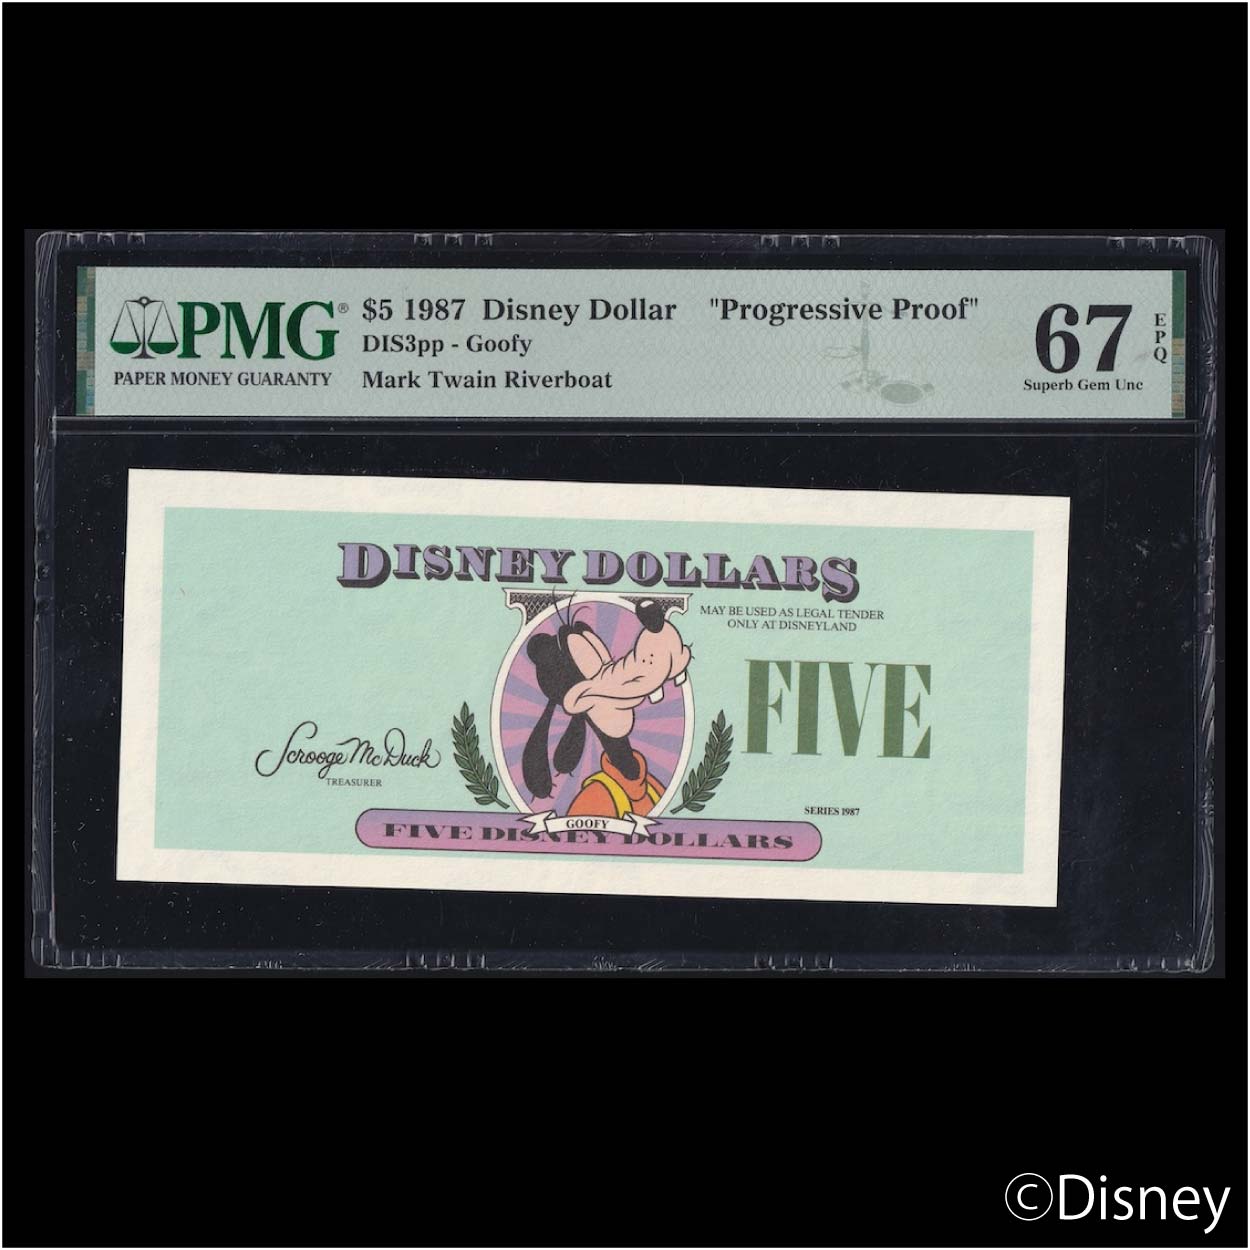 PMG®
PAPER MONEY GUARANTY
$5 1987 Disney Dollar "Progressive Proof"
DIS3pp - Goofy
Mark Twain Riverboat
67
EPQ
Superb Gem Unc
DISNEY DOLLARS
MAY BE USED AS LEGAL TENDER
ONLY AT DISNEYLAND
FIVE
Scrooge McDuck
TREASURER
SERIES 1987
GOOFY
FIVE DISNEY DOLLARS
©Disney